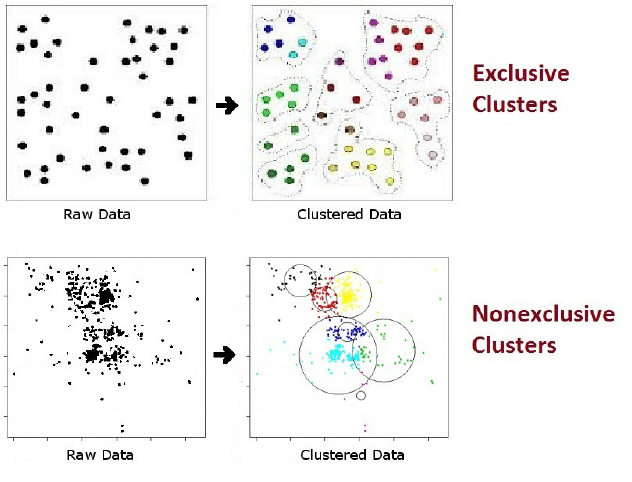 Exclusive
Clusters
Raw Data
Clustered Data
Nonexclusive
Clusters
Raw Data
Clustered Data